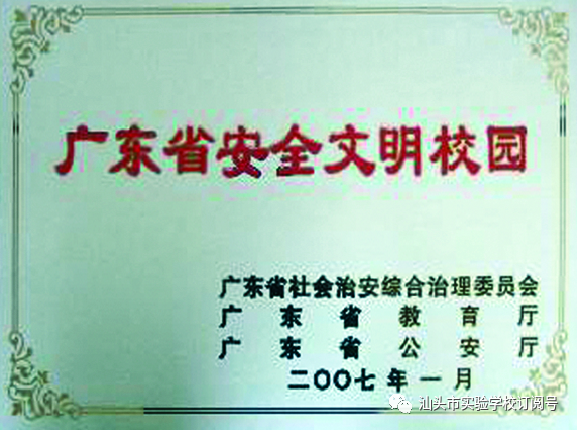 广东省安全文明校园
广东省社会治安综合治理委员会
广东省教育厅
广东省公安厅
二〇〇七年一月
汕头市实验学校订阅号